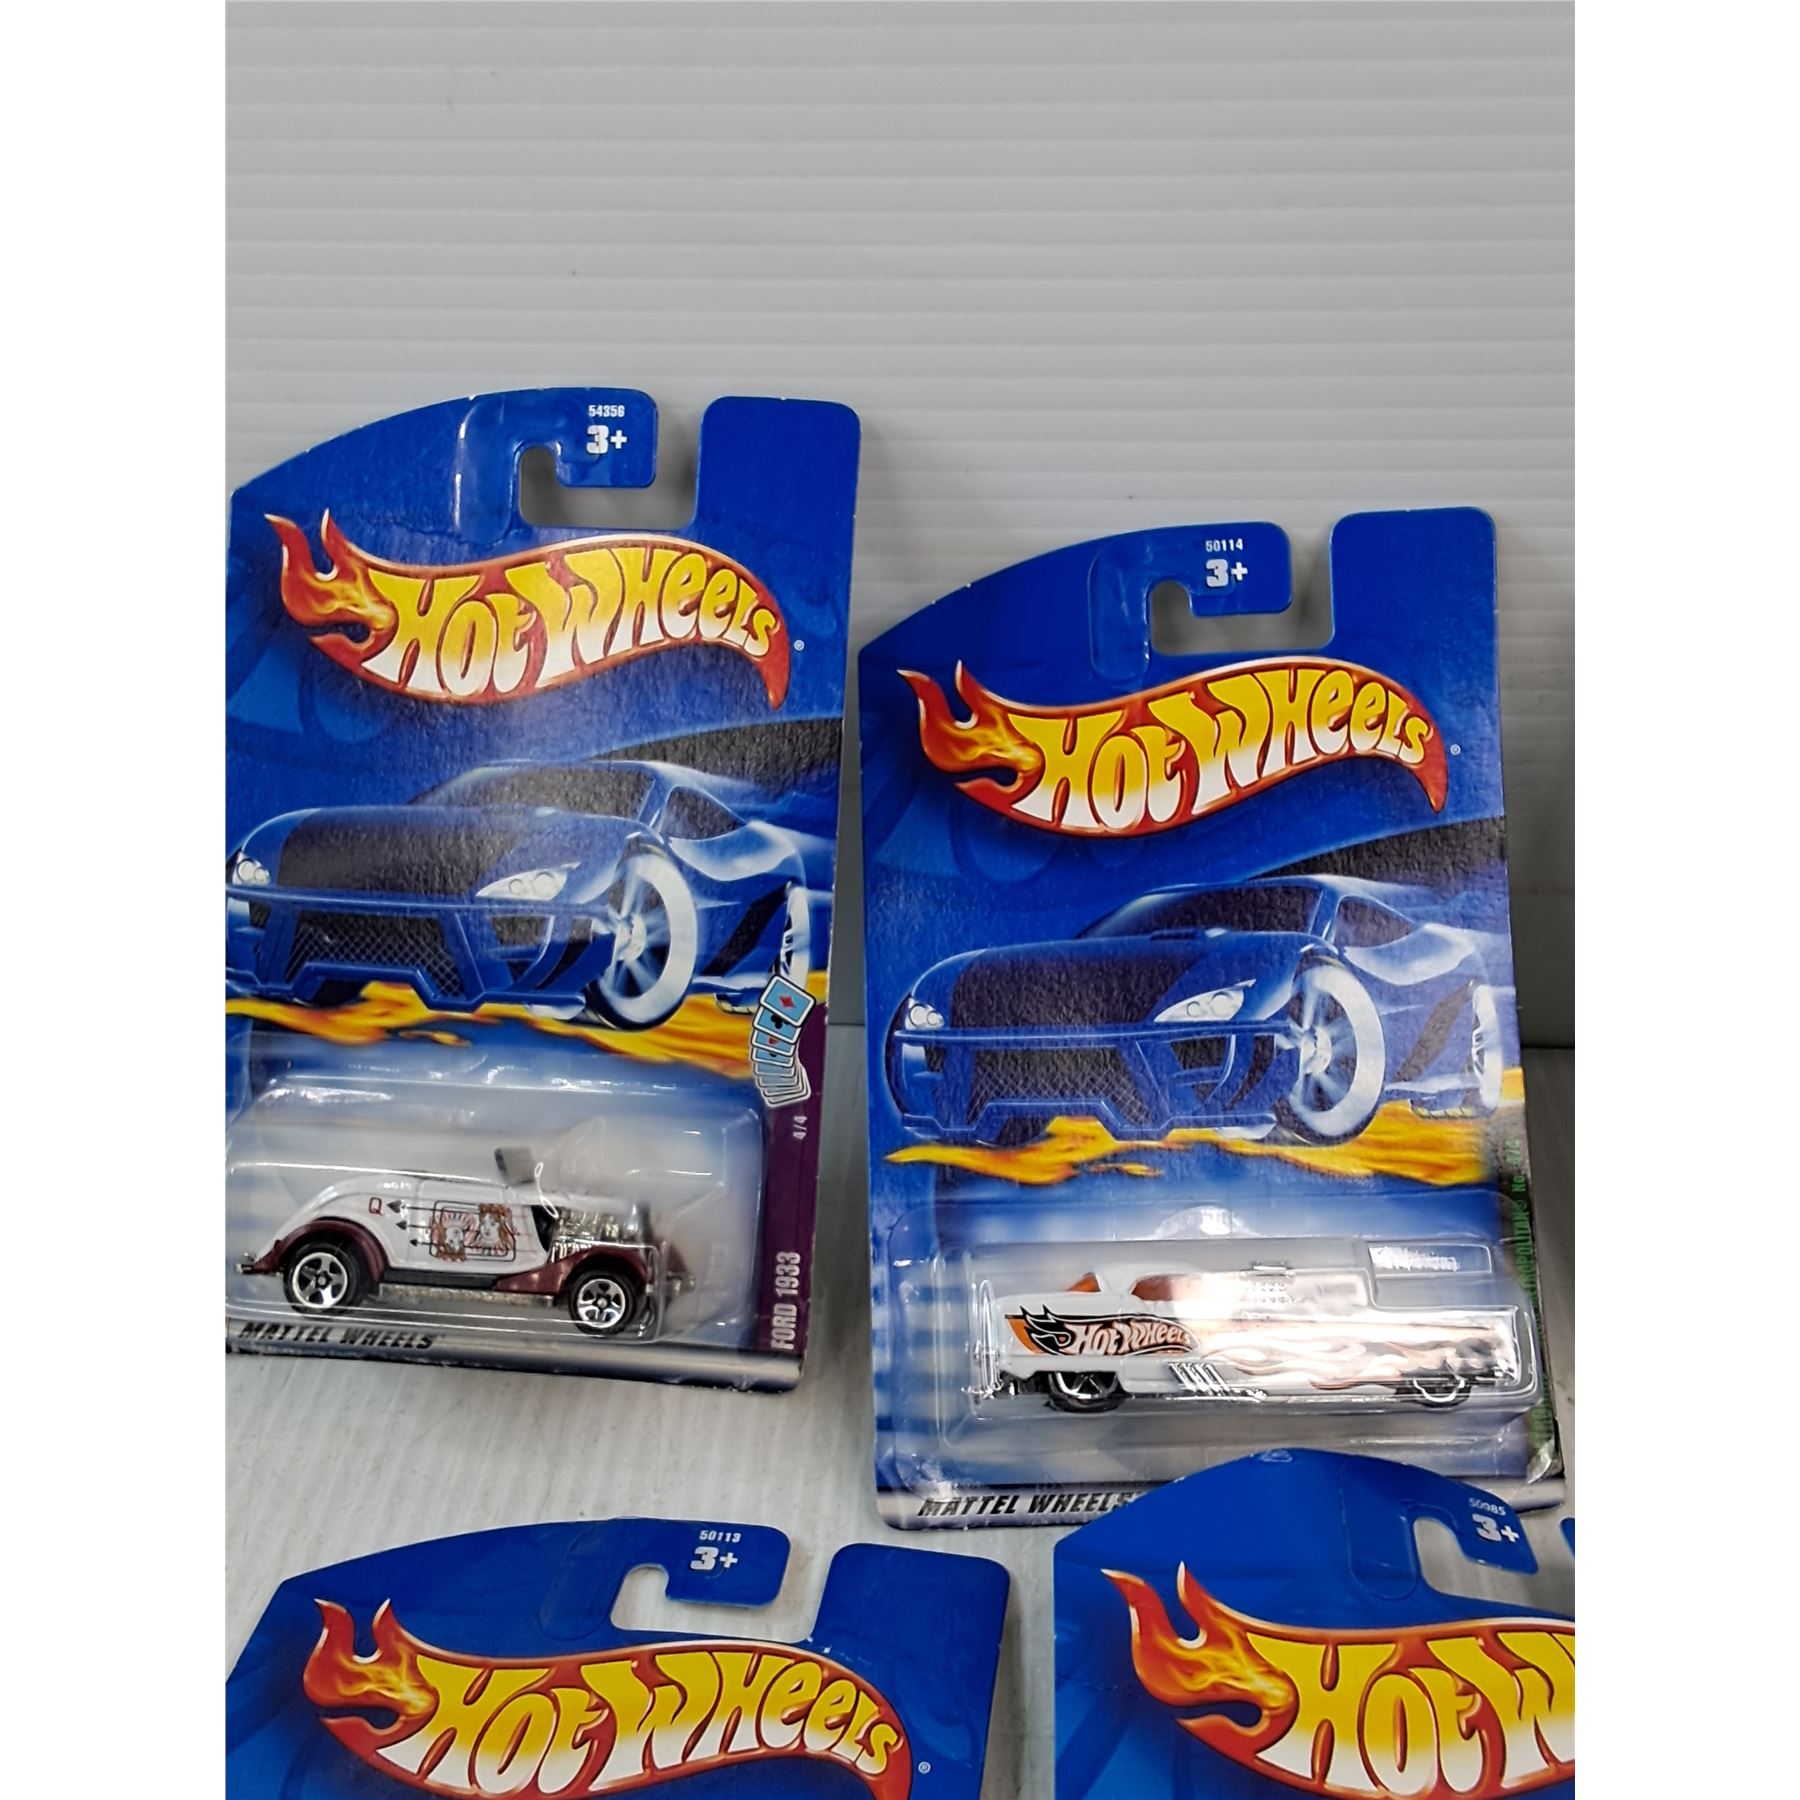 54356
3+
HOT WHEELS®
4/4
FORD 1933
Q
MATTEL WHEELS
50114
3+
HOT WHEELS®
HOT WHEELS
MATTEL WHEELS
50113
3+
HOT WHEELS®
50985
3+
HOT W